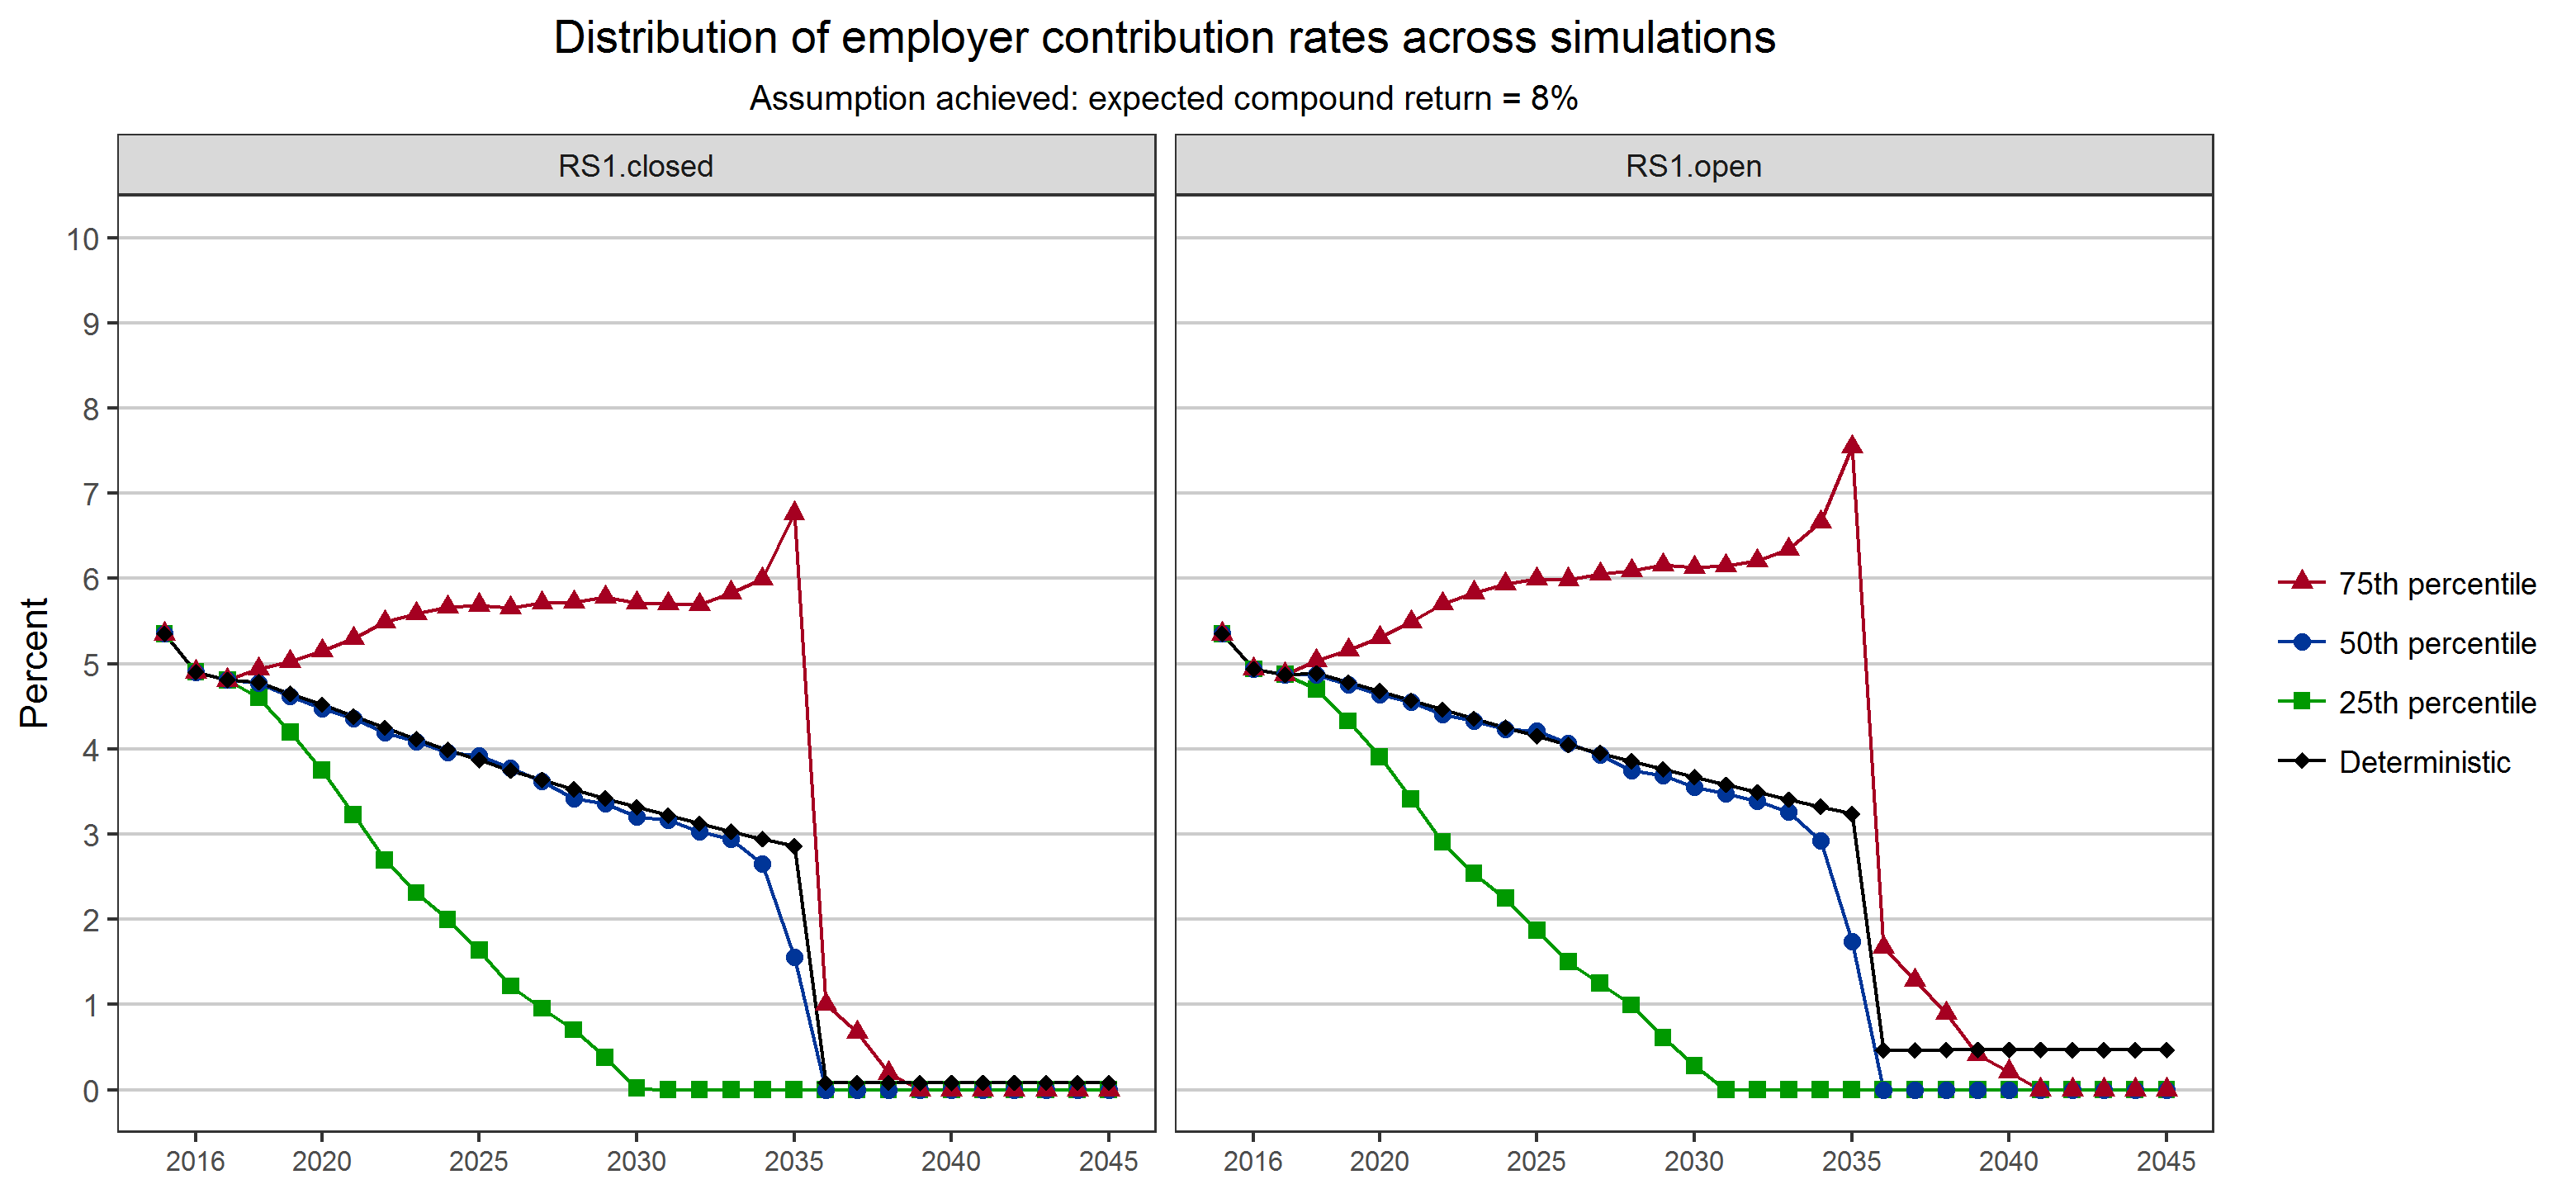 Distribution of employer contribution rates across simulations
Assumption achieved: expected compound return = 8%
RS1.closed
RS1.open
Percent
10
9
8
7
6
5
4
3
2
1
0
2016 2020 2025 2030 2035 2040 2045
2016 2020 2025 2030 2035 2040 2045
75th percentile
50th percentile
25th percentile
Deterministic